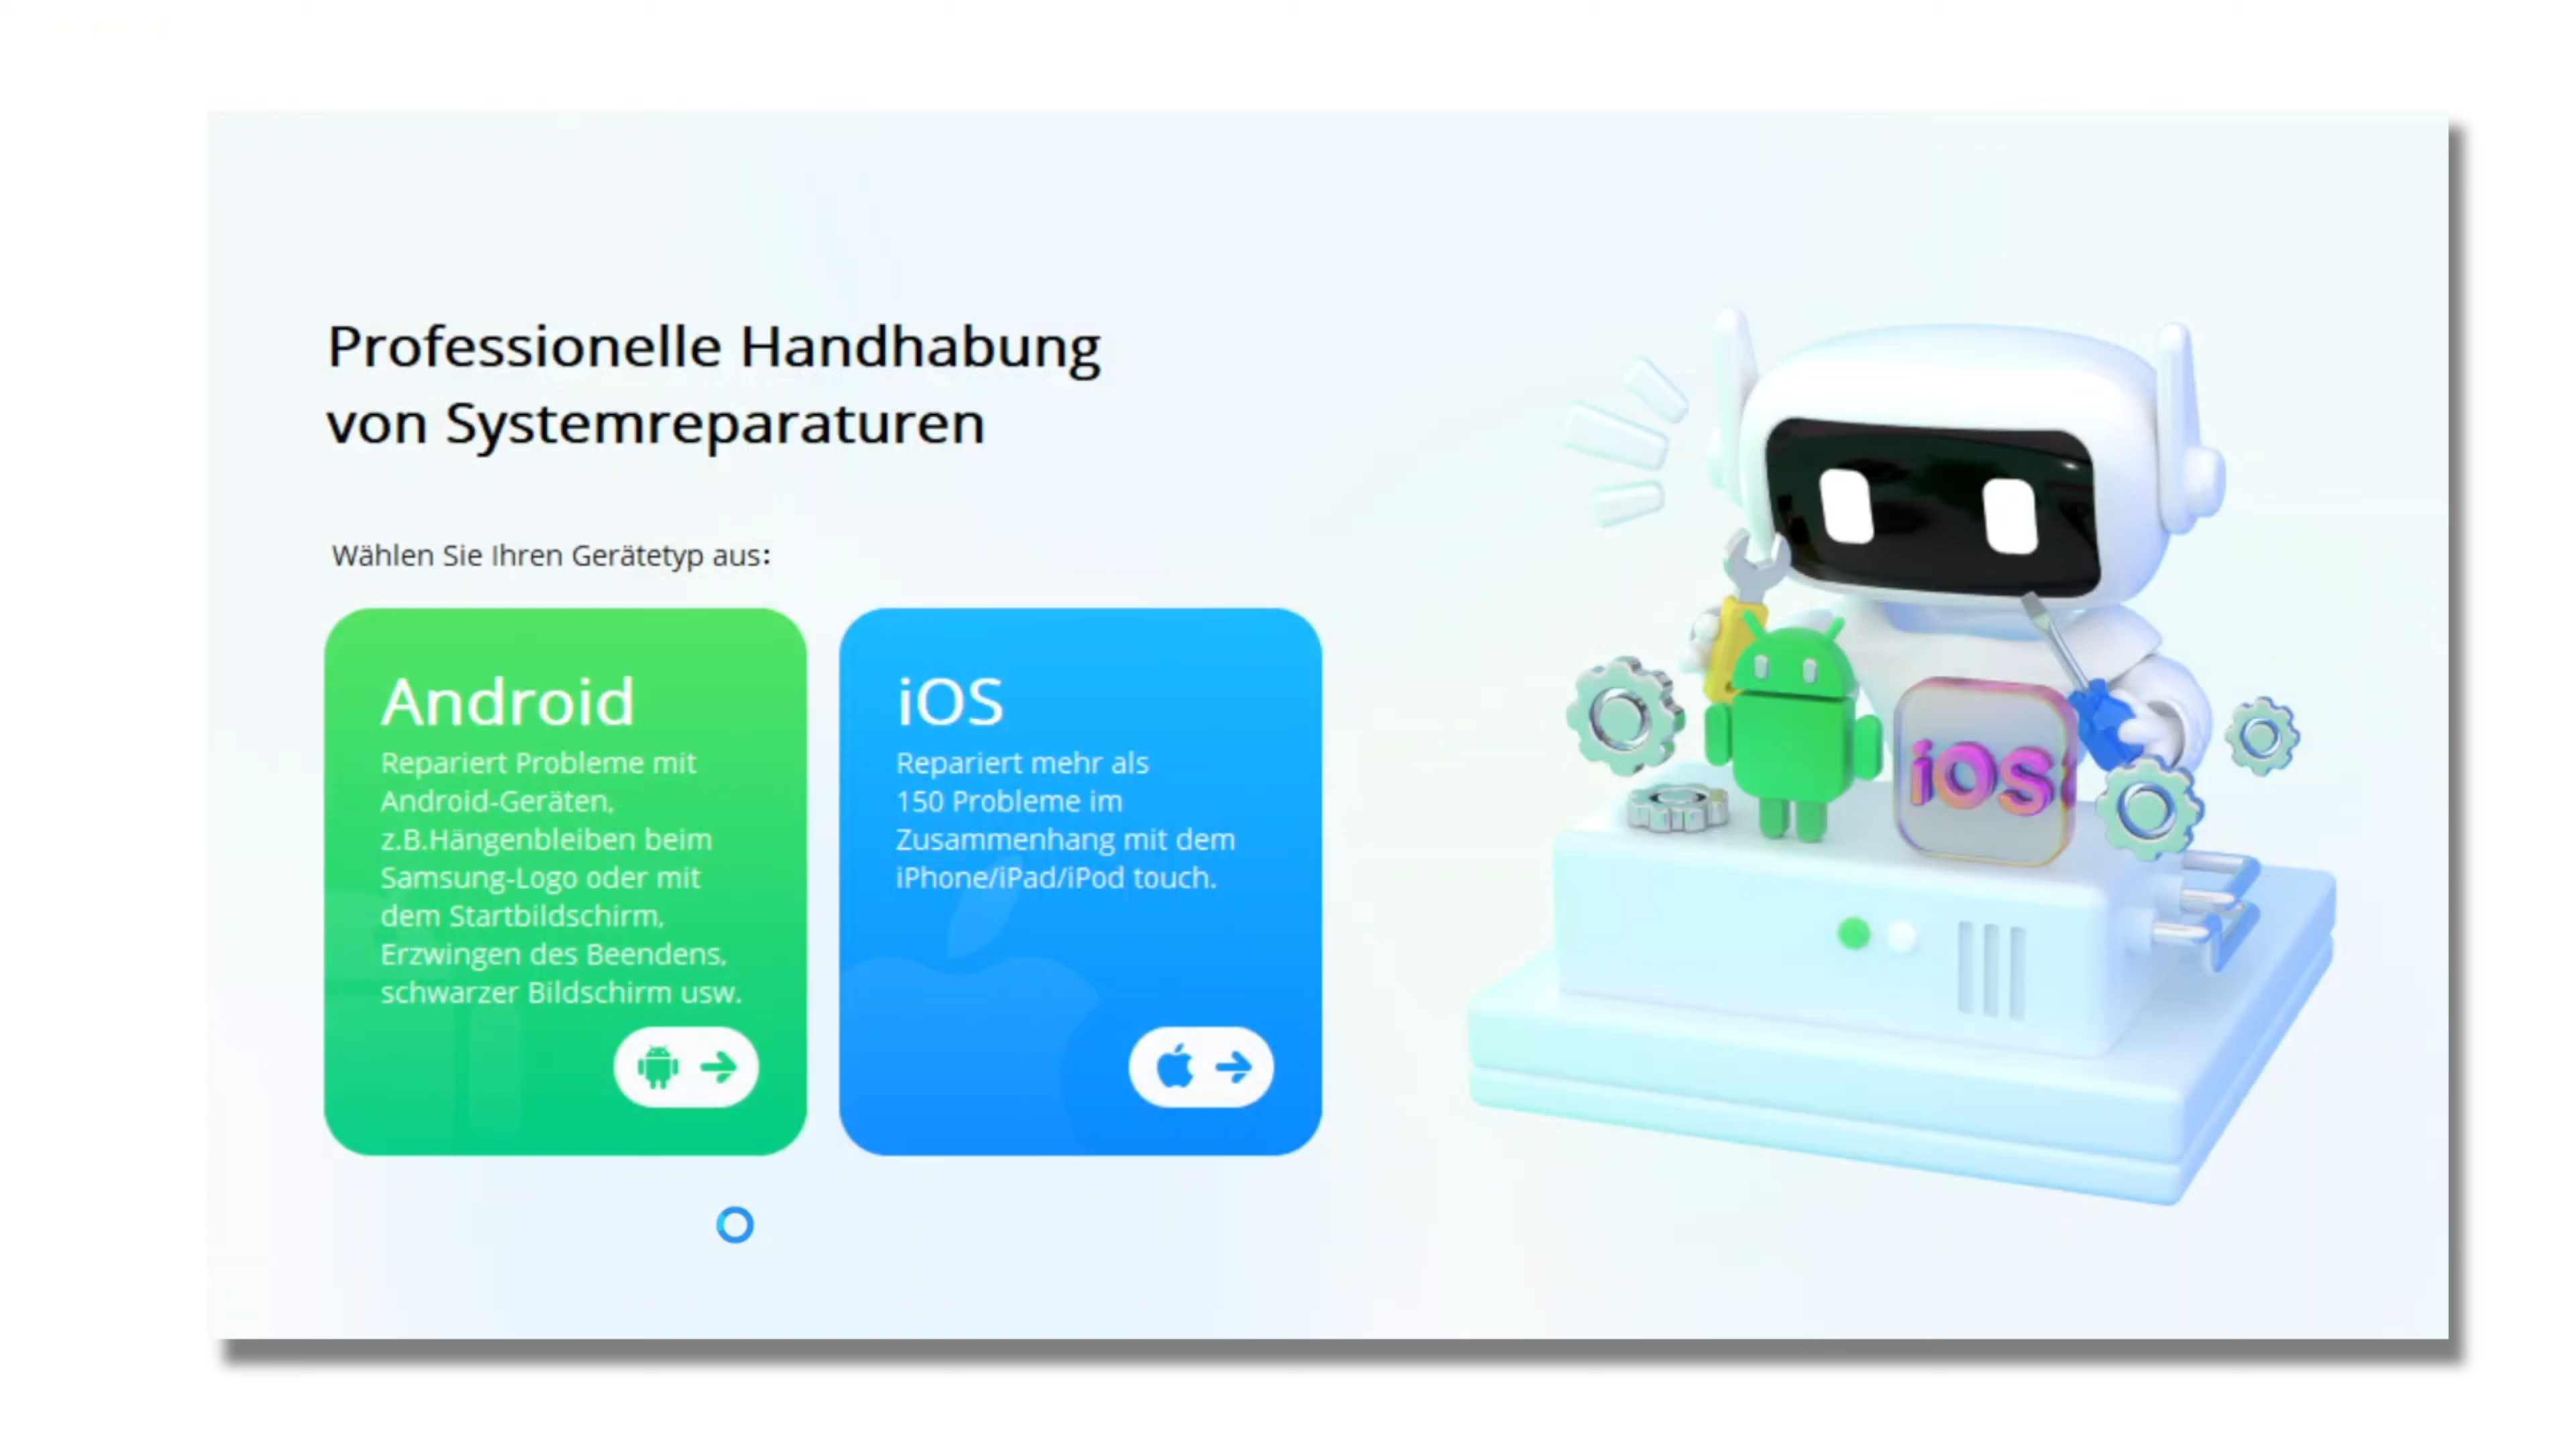 Professionelle Handhabung
von Systemreparaturen
Wählen Sie Ihren Gerätetyp aus:
Android
Repariert Probleme mit
Android-Geräten,
z.B.Hängenbleiben beim
Samsung-Logo oder mit
dem Startbildschirm,
Erzwingen des Beendens,
schwarzer Bildschirm usw.
iOS
Repariert mehr als
150 Probleme im
Zusammenhang mit dem
iPhone/iPad/iPod touch.
iOS